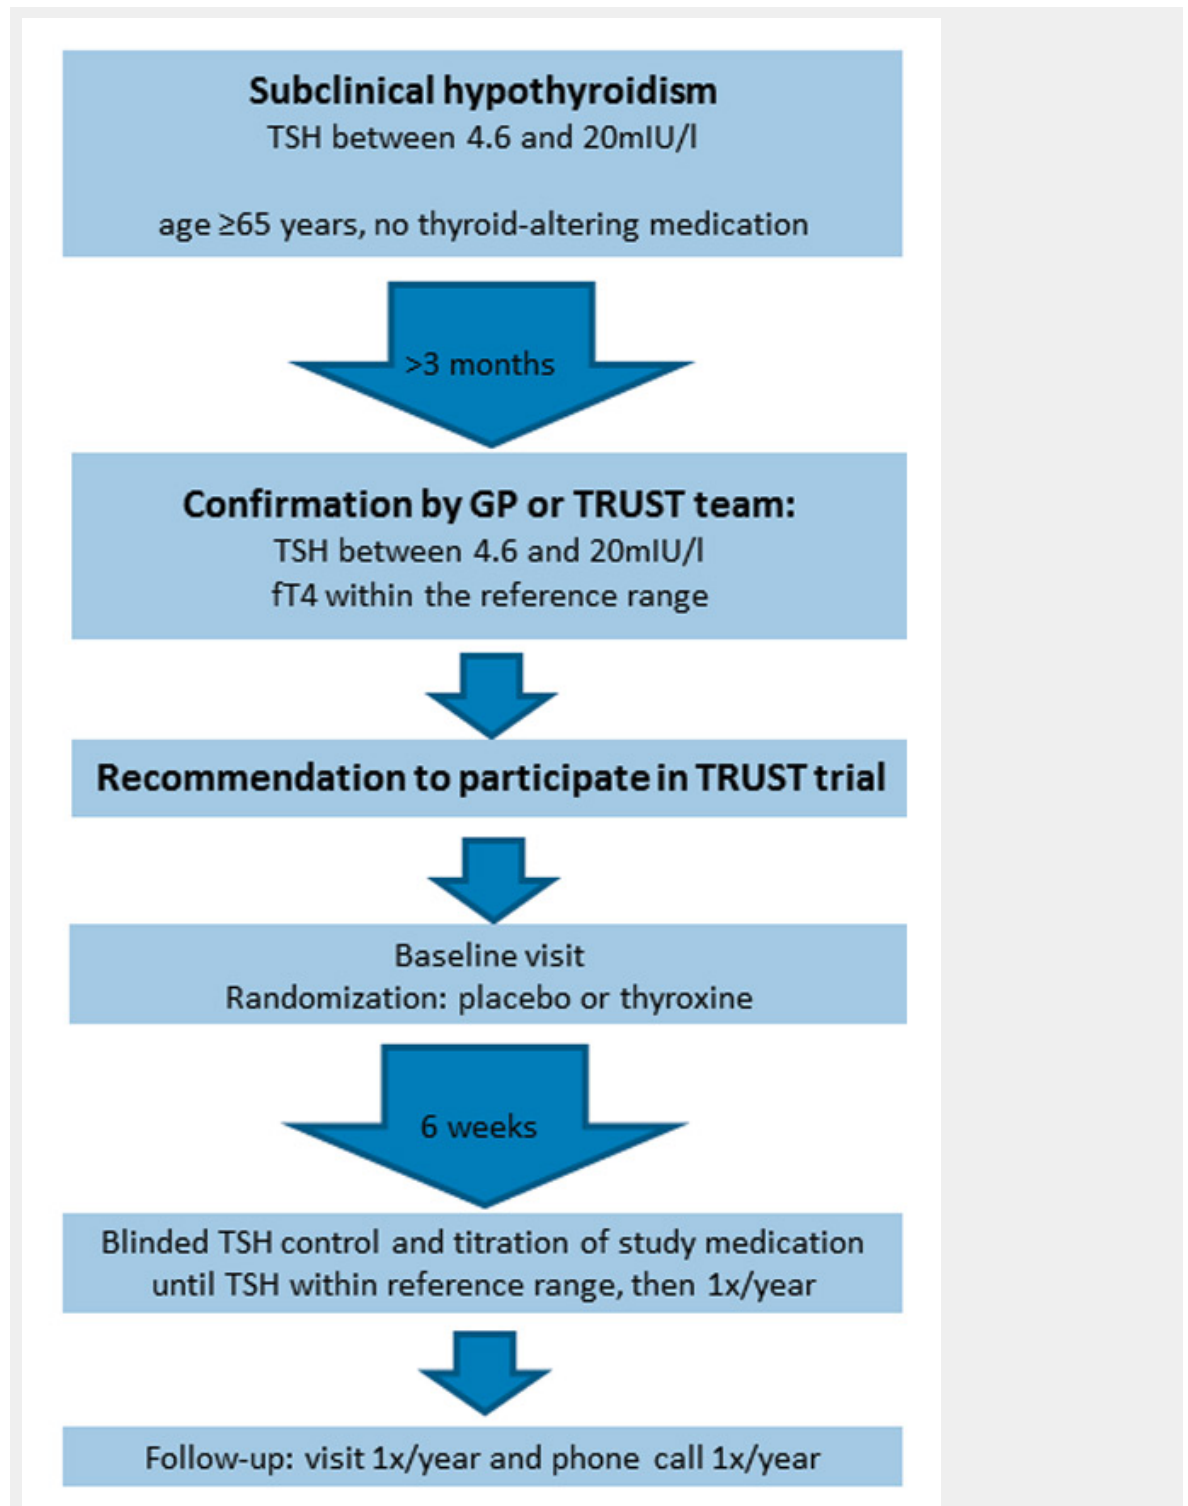 Subclinical hypothyroidism
TSH between 4.6 and 20mIU/l
age ≥65 years, no thyroid-altering medication
>3 months
Confirmation by GP or TRUST team:
TSH between 4.6 and 20mIU/l
fT4 within the reference range
Recommendation to participate in TRUST trial
Baseline visit
Randomization: placebo or thyroxine
6 weeks
Blinded TSH control and titration of study medication
until TSH within reference range, then 1x/year
Follow-up: visit 1x/year and phone call 1x/year